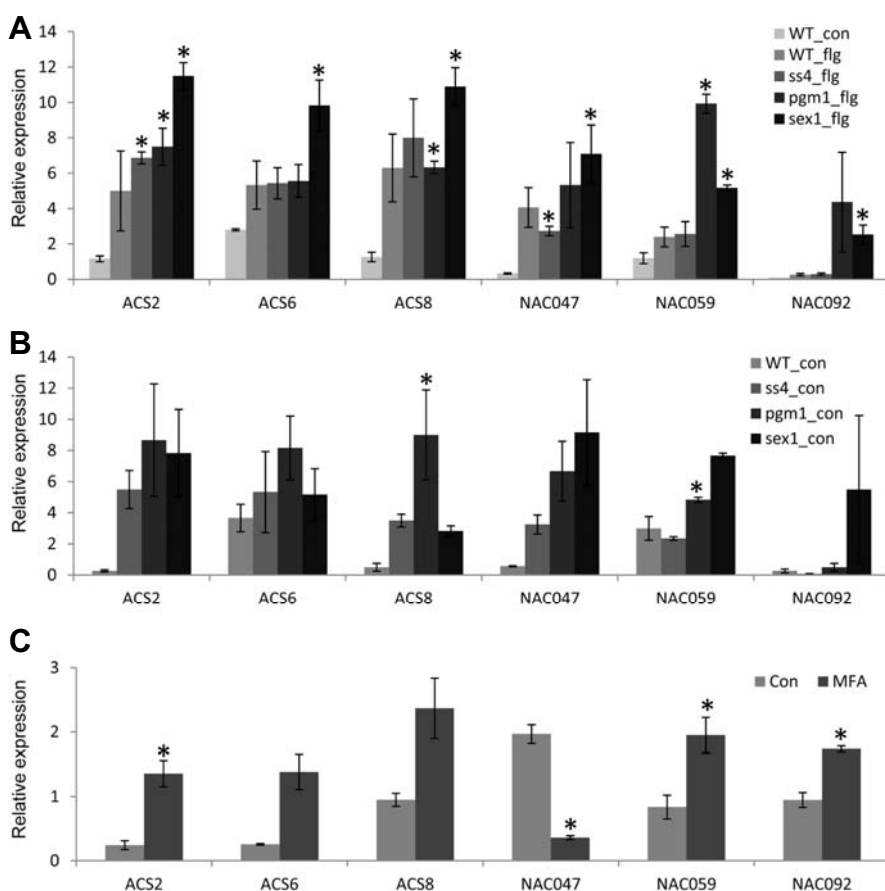 A
Relative expression
14
12
10
8
6
4
2
0
WT_con
WT_flg
ss4_flg
pgm1_flg
sex1_flg
* * * * * * * * * * * *
ACS2 ACS6 ACS8 NAC047 NAC059 NAC092
B
Relative expression
14
12
10
8
6
4
2
0
WT_con
ss4_con
pgm1_con
sex1_con
* *
ACS2 ACS6 ACS8 NAC047 NAC059 NAC092
C
Relative expression
3
2
1
0
Con MFA
* * * *
ACS2 ACS6 ACS8 NAC047 NAC059 NAC092